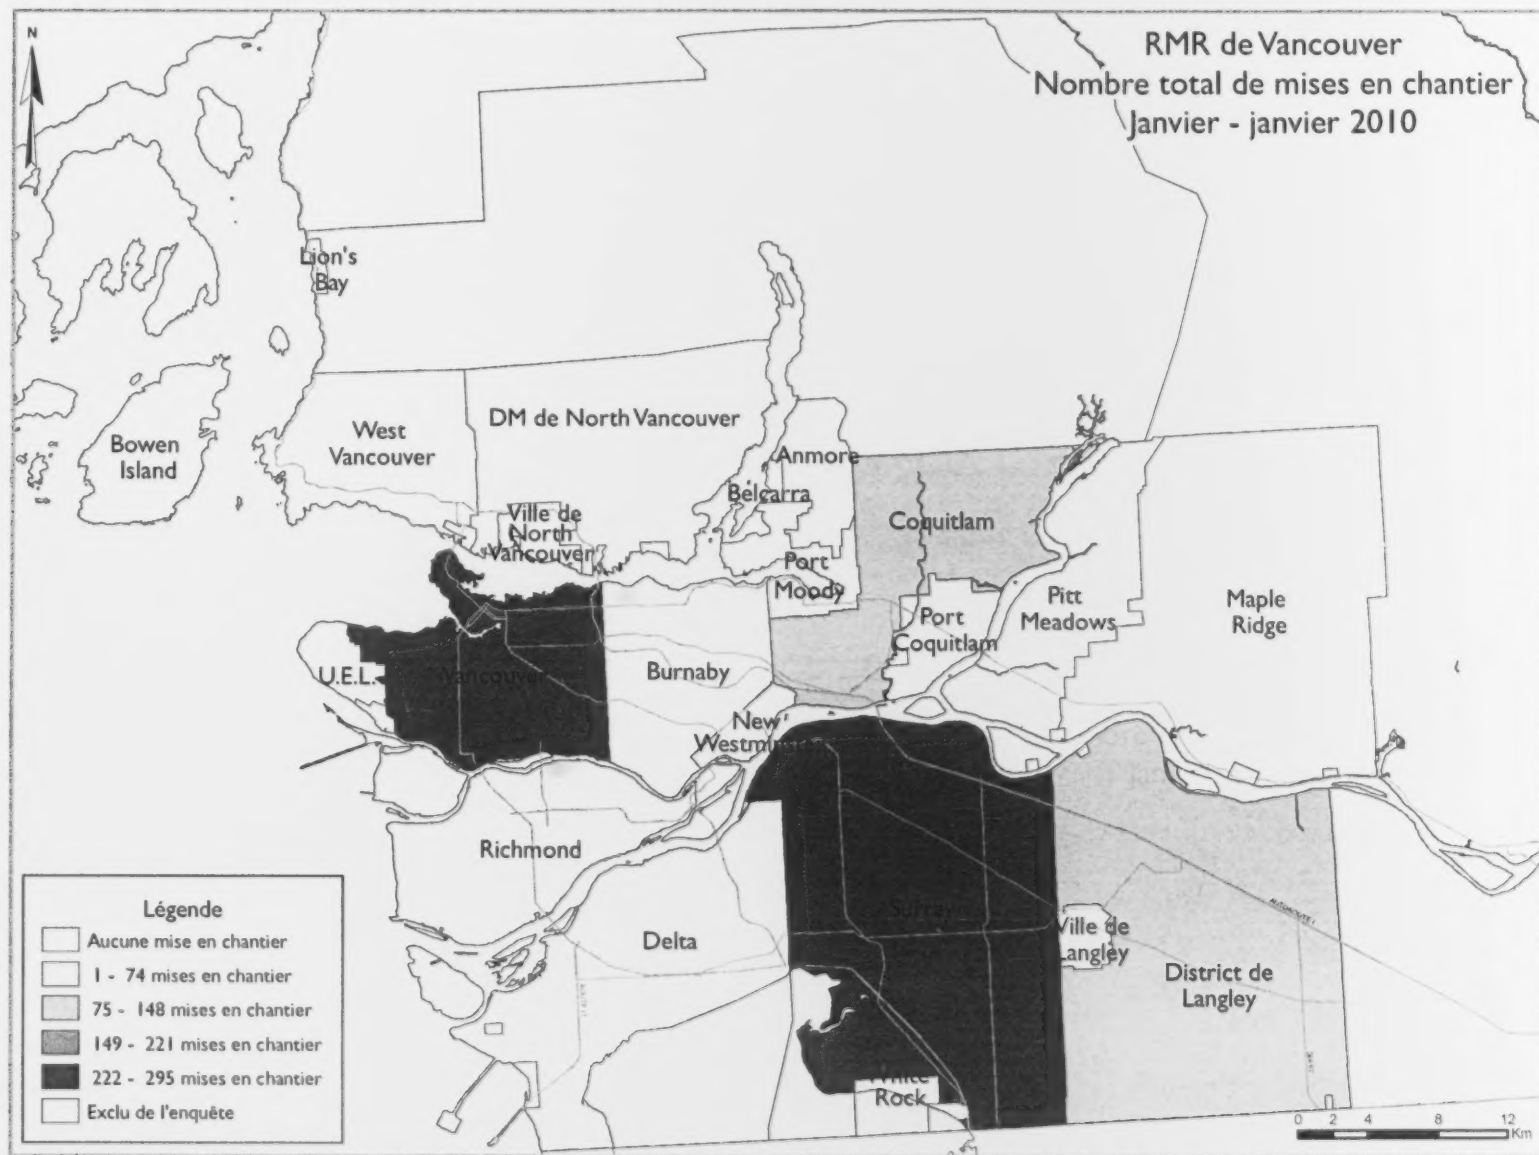 N
RMR de Vancouver
Nombre total de mises en chantier
Janvier - janvier 2010
Lion's
Bay
Bowen
Island
West
Vancouver
DM de North Vancouver
Anmore
Belcarra
Ville de
North
Vancouver
Coquitlam
Port
Moody
Port
Coquitlam
Pitt
Meadows
Maple
Ridge
U.E.L.
Vancouver
Burnaby
New
Westminster
Richmond
Delta
Surrey
Ville de
Langley
District de
Langley
AUTOROUTE 1
White
Rock
Légende
Aucune mise en chantier
1 - 74 mises en chantier
75 - 148 mises en chantier
149 - 221 mises en chantier
222 - 295 mises en chantier
Exclu de l'enquête
0 2 4 8 12
Km